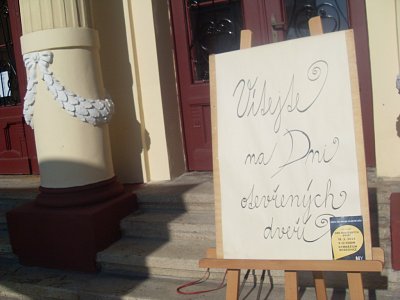 Vítejte
na Dni
otevřených
dveří